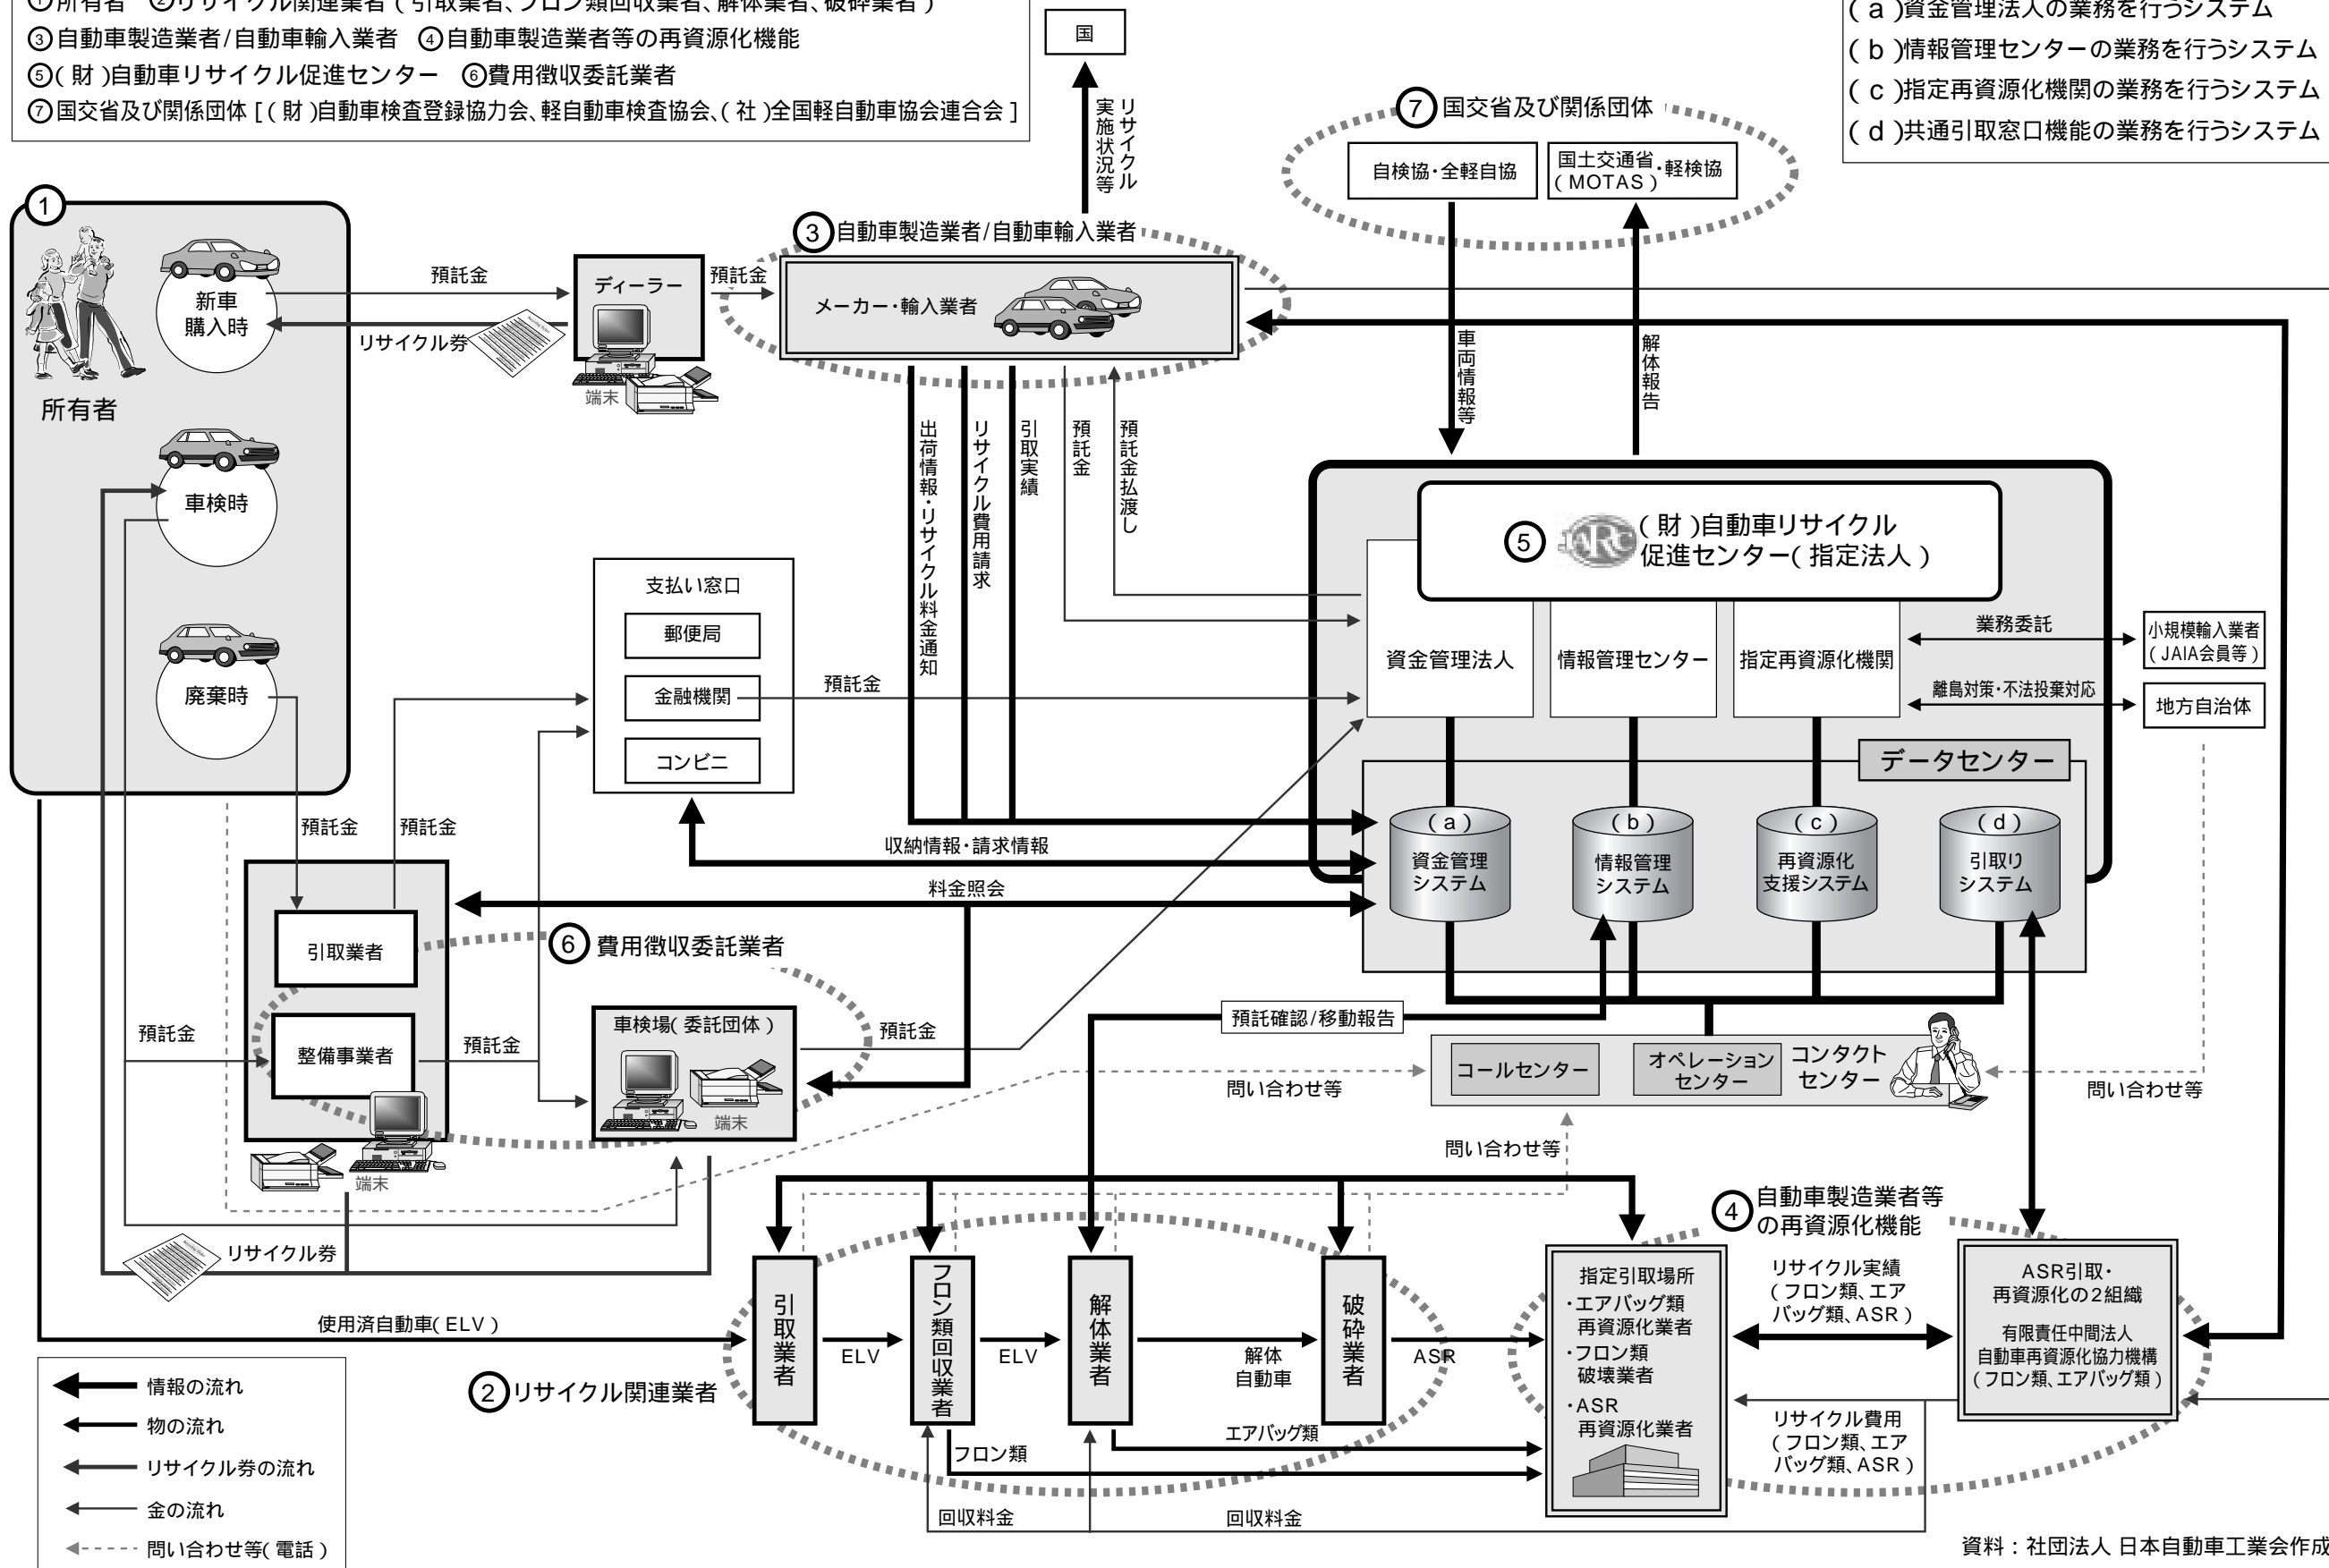 ①所有者 ②リサイクル関連業者(引取業者、フロン類回収業者、解体業者、破砕業者)
③自動車製造業者/自動車輸入業者 ④自動車製造業者等の再資源化機能
⑤(財)自動車リサイクル促進センター ⑥費用徴収委託業者
⑦国交省及び関係団体[(財)自動車検査登録協力会、軽自動車検査協会、(社)全国軽自動車協会連合会]
国
リサイクル
実施状況等
(a)資金管理法人の業務を行うシステム
(b)情報管理センターの業務を行うシステム
(c)指定再資源化機関の業務を行うシステム
(d)共通引取窓口機能の業務を行うシステム
⑦国交省及び関係団体
自検協・全軽自協
国土交通省
(MOTAS)
・軽検協
車両情報等
解体報告
①
新車
購入時
所有者
車検時
廃棄時
預託金
リサイクル券
ディーラー
端末
預託金
③自動車製造業者/自動車輸入業者
メーカー・輸入業者
出荷情報・リサイクル料金通知
リサイクル費用請求
引取実績
預託金
預託金払渡し
支払い窓口
郵便局
金融機関
コンビニ
預託金
⑤
JARC
(財)自動車リサイクル
促進センター(指定法人)
資金管理法人
情報管理センター
指定再資源化機関
業務委託
小規模輸入業者
(JAIA会員等)
離島対策・不法投棄対応
地方自治体
データセンター
(a)
資金管理
システム
(b)
情報管理
システム
(c)
再資源化
支援システム
(d)
引取り
システム
収納情報・請求情報
料金照会
預託金
預託金
引取業者
整備事業者
端末
預託金
預託金
⑥費用徴収委託業者
車検場(委託団体)
端末
預託金
預託確認/移動報告
コールセンター
オペレーション
センター
コンタクト
センター
問い合わせ等
問い合わせ等
問い合わせ等
リサイクル券
使用済自動車(ELV)
②リサイクル関連業者
引取業者
ELV
フロン類回収業者
ELV
解体業者
解体
自動車
破砕業者
ASR
エアバッグ類
フロン類
回収料金
回収料金
④自動車製造業者等
の再資源化機能
指定引取場所
・エアバッグ類
再資源化業者
・フロン類
破壊業者
・ASR
再資源化業者
リサイクル実績
(フロン類、エア
バッグ類、ASR)
リサイクル費用
(フロン類、エア
バッグ類、ASR)
ASR引取・
再資源化の2組織
有限責任中間法人
自動車再資源化協力機構
(フロン類、エアバッグ類)
情報の流れ
物の流れ
リサイクル券の流れ
金の流れ
問い合わせ等(電話)
資料:社団法人 日本自動車工業会作成